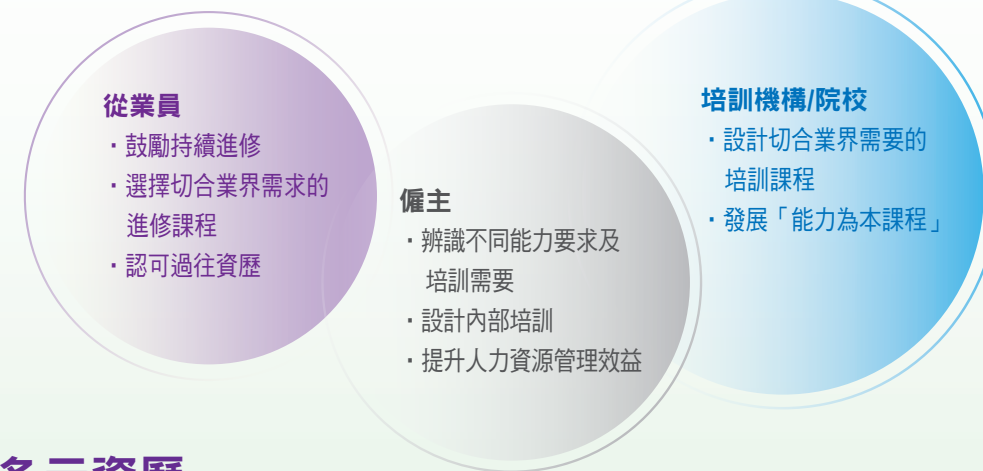 從業員
・鼓勵持續進修
・選擇切合業界需求的
進修課程
・認可過往資歷
僱主
・辨識不同能力要求及
培訓需要
・設計內部培訓
・提升人力資源管理效益
培訓機構/院校
・設計切合業界需要的
培訓課程
・發展「能力為本課程」
多元資歷